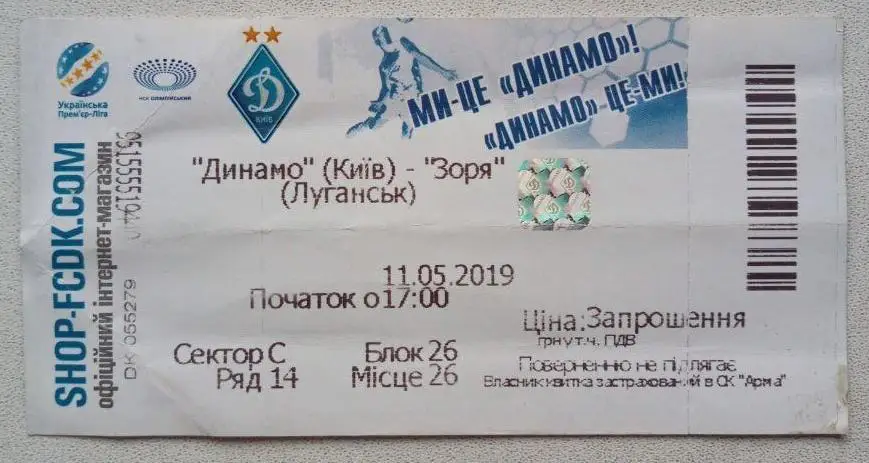 SHOP-FCDK.COM
офіційний інтернет-магазин
DK 055279
Українська
Прем'єр-Ліга
НСК ОЛІМПІЙСЬКИЙ
Д
КИЇВ
МИ-ЦЕ «ДИНАМО»!
«ДИНАМО»-ЦЕ-МИ!
"Динамо" (Київ) - "Зоря"
(Луганськ)
11.05.2019
Початок о 17:00
Ціна: Запрошення
грн у т.ч. ПДВ
Сектор С Блок 26
Ряд 14 Місце 26
Поверненню не підлягає
Власник квитка застрахований в СК "Арма"